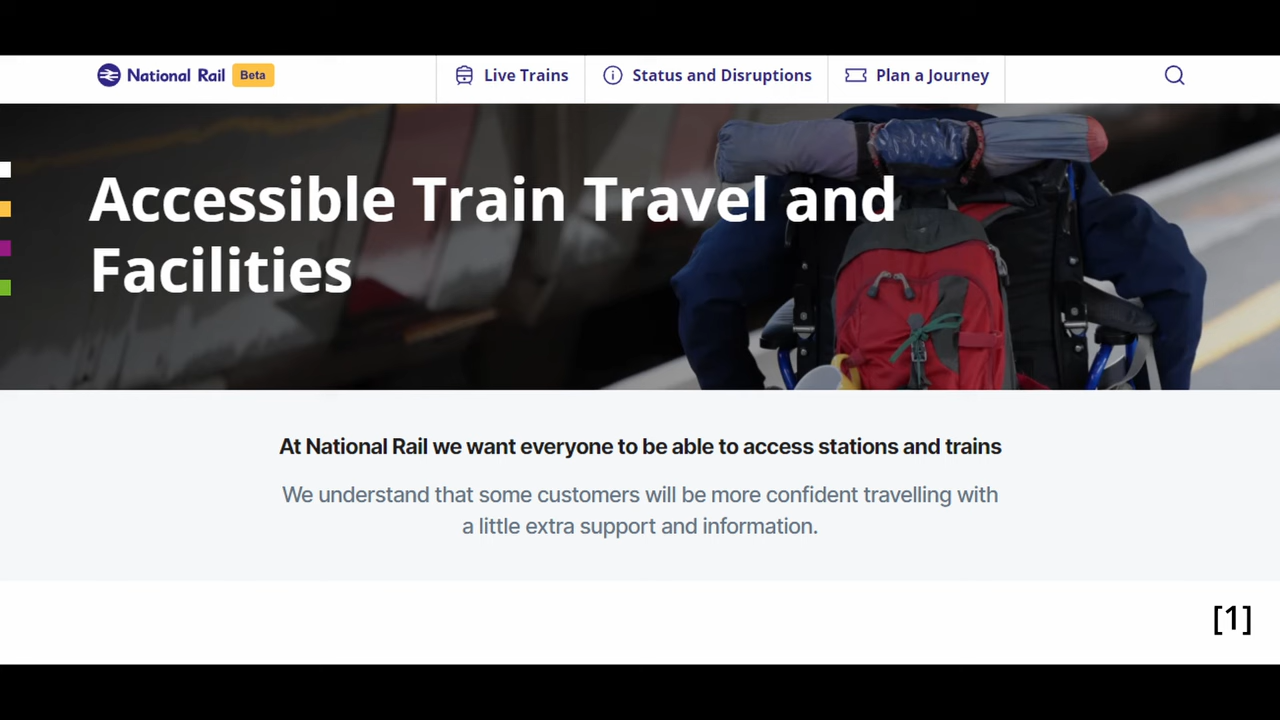 National Rail Beta Live Trains Status and Disruptions Plan a Journey
Accessible Train Travel and
Facilities
At National Rail we want everyone to be able to access stations and trains
We understand that some customers will be more confident travelling with
a little extra support and information.
[1]